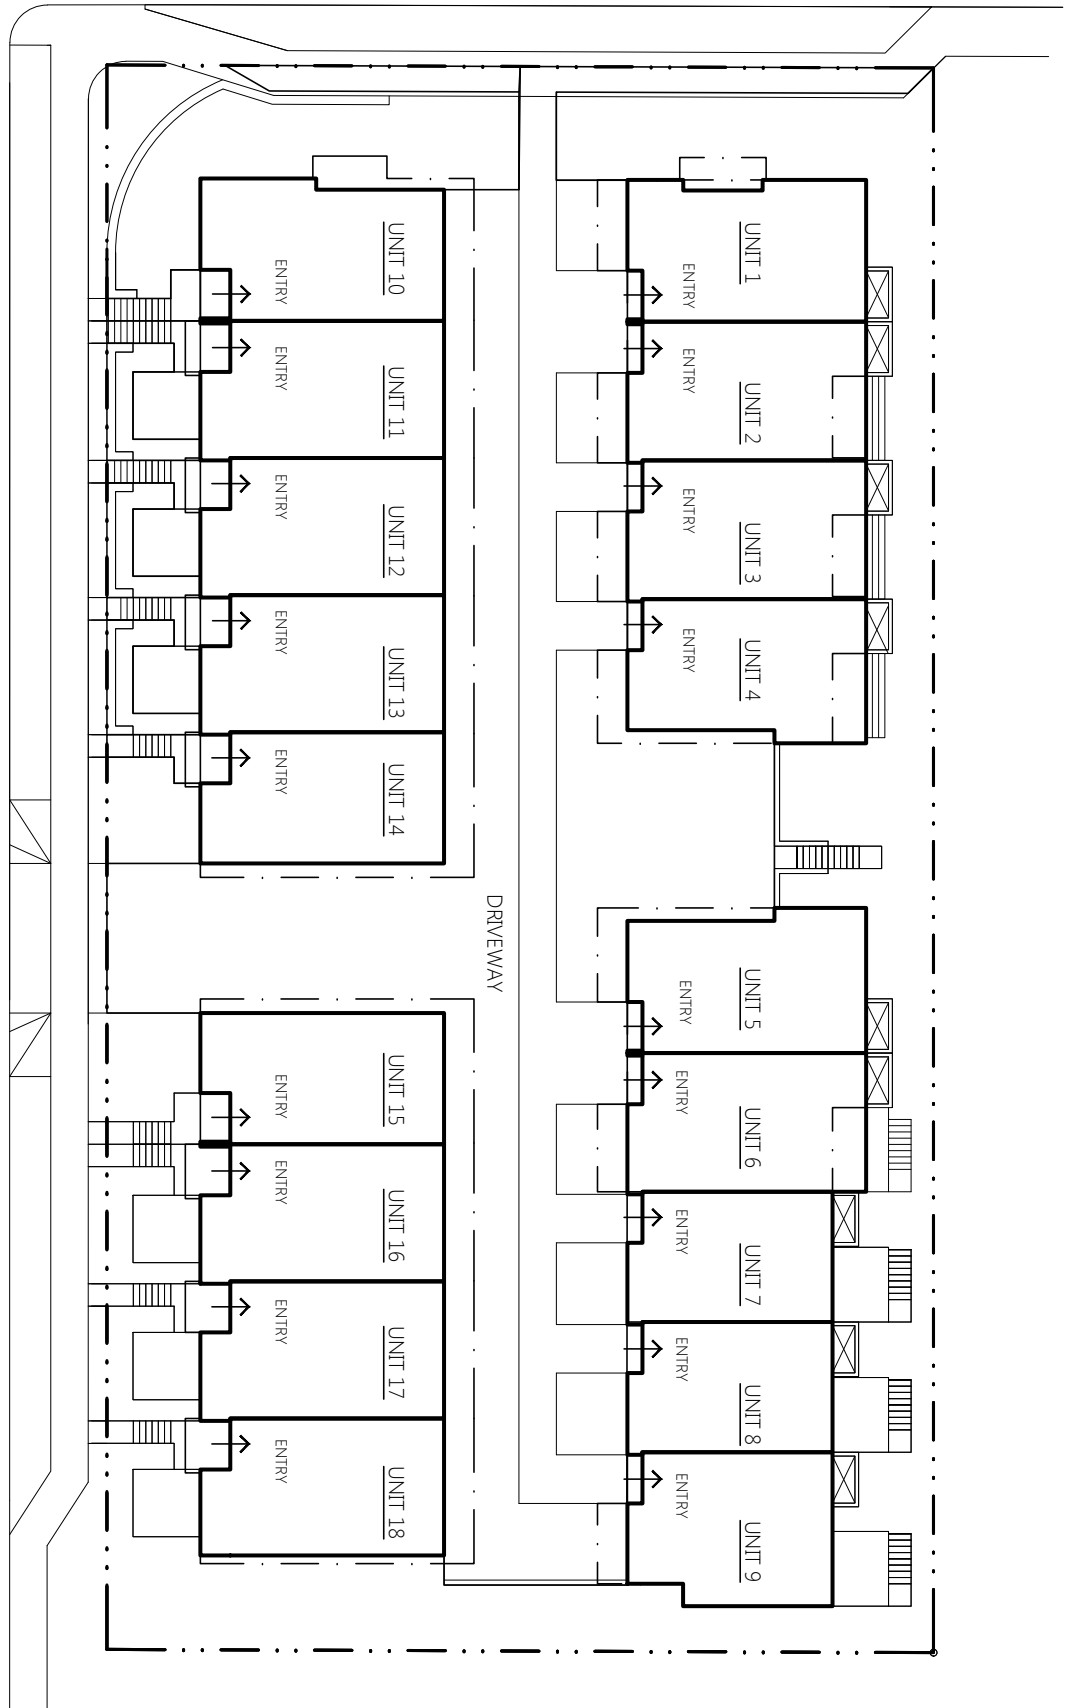 UNIT 1
ENTRY
UNIT 2
ENTRY
UNIT 3
ENTRY
UNIT 4
ENTRY
UNIT 5
ENTRY
UNIT 6
ENTRY
UNIT 7
ENTRY
UNIT 8
ENTRY
UNIT 9
ENTRY
DRIVEWAY
UNIT 10
ENTRY
UNIT 11
ENTRY
UNIT 12
ENTRY
UNIT 13
ENTRY
UNIT 14
ENTRY
UNIT 15
ENTRY
UNIT 16
ENTRY
UNIT 17
ENTRY
UNIT 18
ENTRY